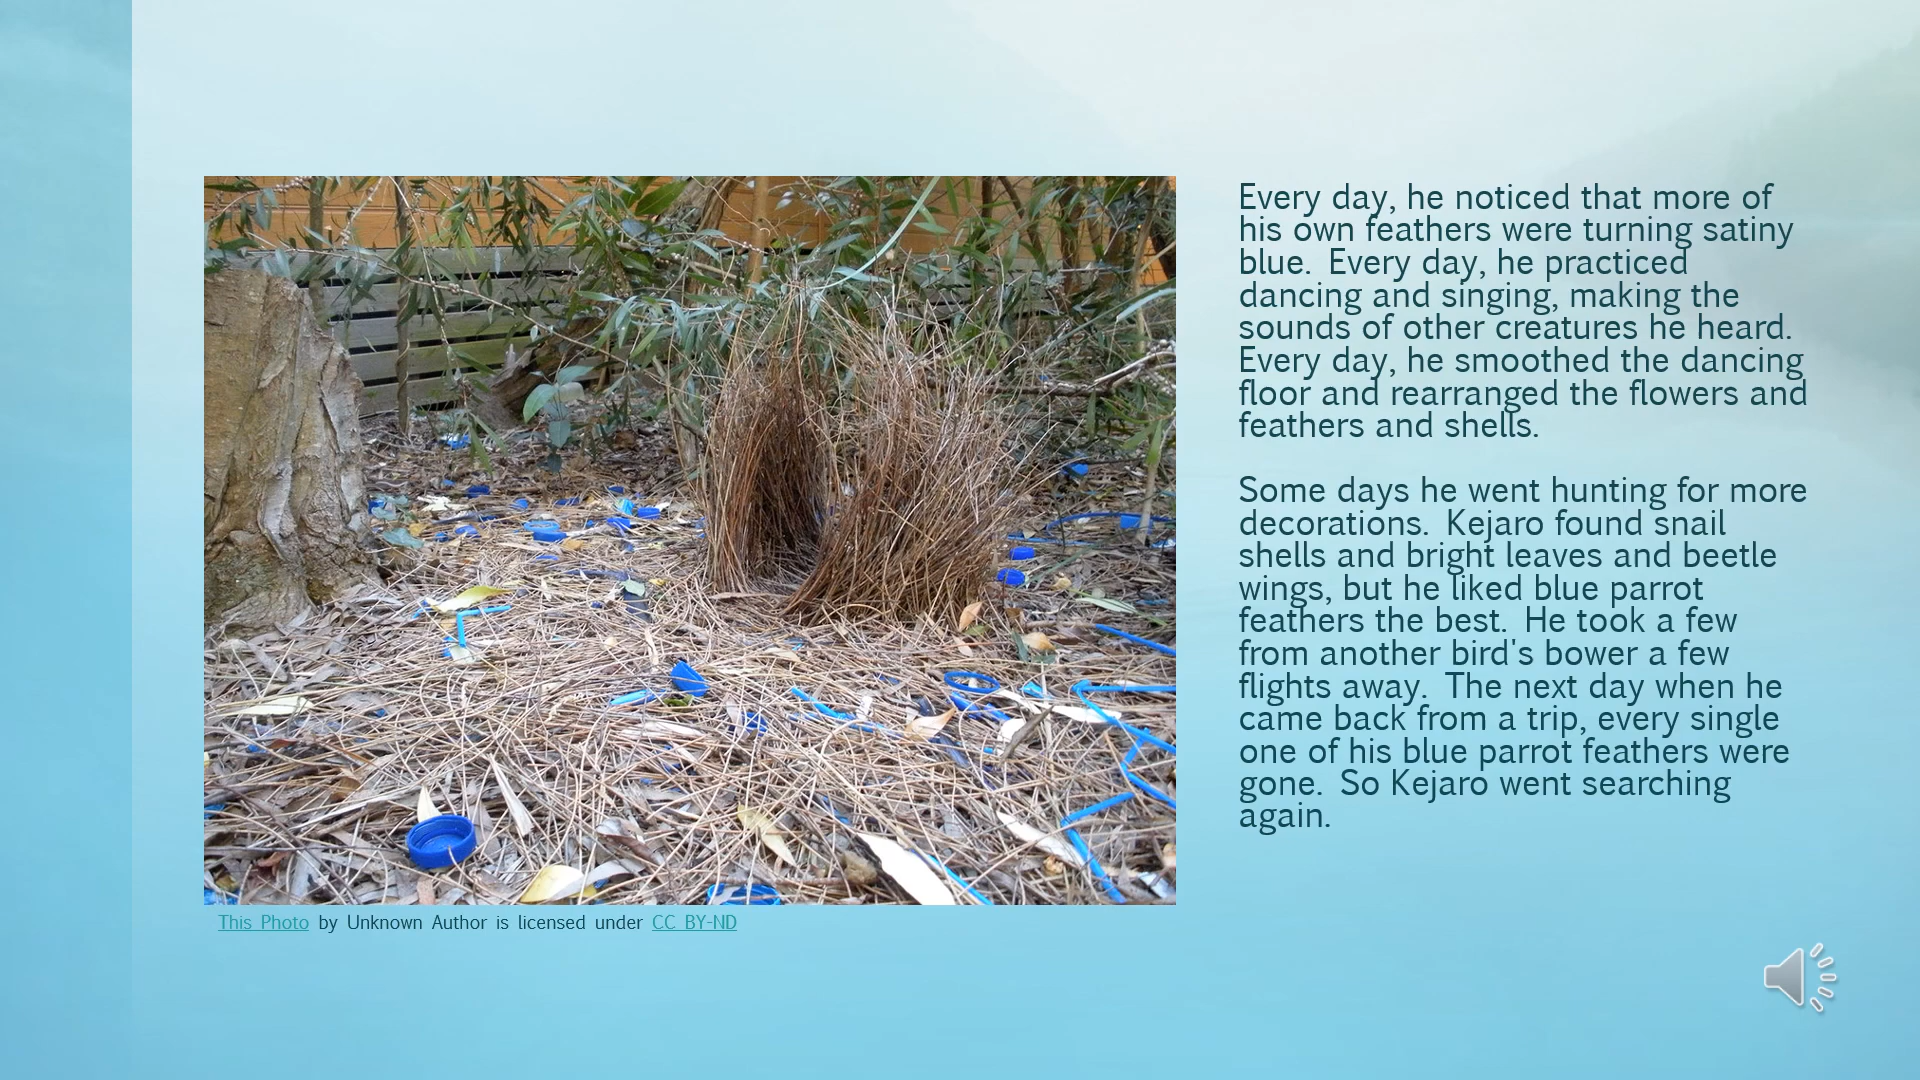 Every day, he noticed that more of
his own feathers were turning satiny
blue.  Every day, he practiced
dancing and singing, making the
sounds of other creatures he heard.
Every day, he smoothed the dancing
floor and rearranged the flowers and
feathers and shells.
Some days he went hunting for more
decorations.  Kejaro found snail
shells and bright leaves and beetle
wings, but he liked blue parrot
feathers the best.  He took a few
from another bird's bower a few
flights away.  The next day when he
came back from a trip, every single
one of his blue parrot feathers were
gone.  So Kejaro went searching
again.
This Photo by Unknown Author is licensed under CC BY-ND